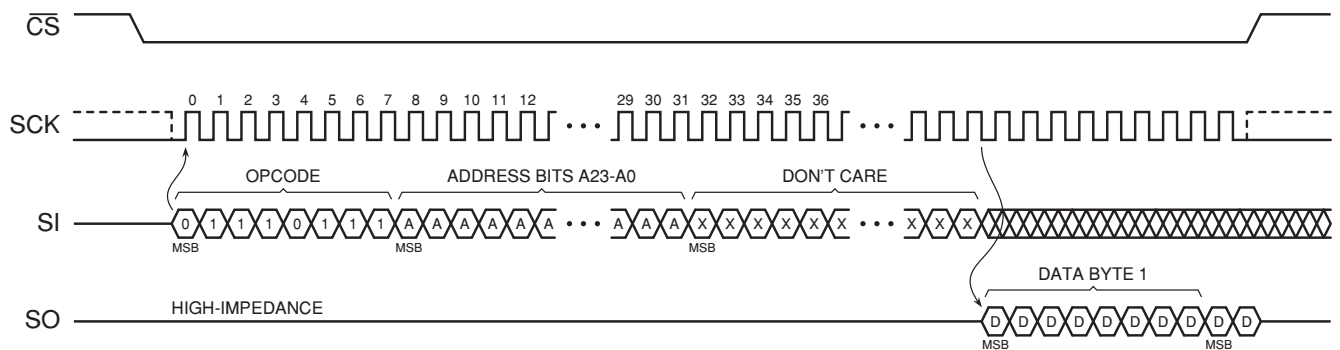 CS
0 1 2 3 4 5 6 7 8 9 10 11 12 29 30 31 32 33 34 35 36
SCK
OPCODE ADDRESS BITS A23-A0 DON'T CARE
SI 0 1 1 1 0 1 1 1 A A A A A A A A A X X X X X X X X X
MSB MSB MSB
DATA BYTE 1
HIGH-IMPEDANCE
SO D D D D D D D D D D
MSB MSB